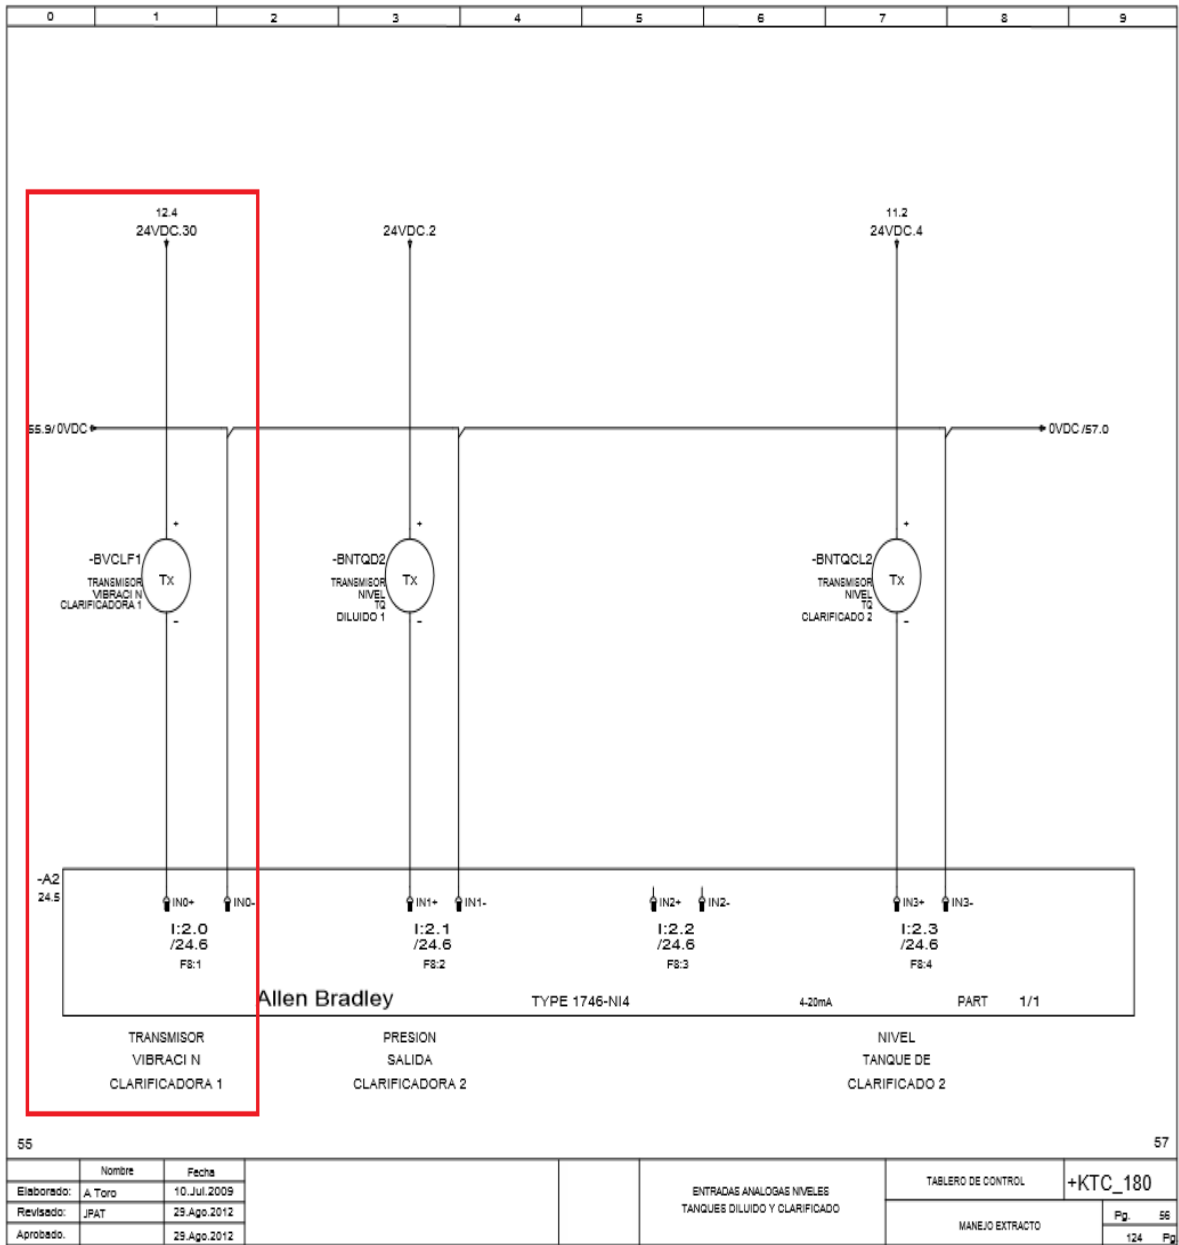 0 1 2 3 4 5 6 7 8 9
12.4
24VDC.30
24VDC.2
11.2
24VDC.4
55.9/0VDC
0VDC /57.0
+
-BVCLF1
Tx
TRANSMISOR
VIBRACI N
CLARIFICADORA 1
-
+
-BNTQD2
Tx
TRANSMISOR
NIVEL
TQ
DILUIDO 1
-
+
-BNTQCL2
Tx
TRANSMISOR
NIVEL
TQ
CLARIFICADO 2
-
-A2
24.5
IN0+ IN0- IN1+ IN1- IN2+ IN2- IN3+ IN3-
I:2.0 I:2.1 I:2.2 I:2.3
/24.6 /24.6 /24.6 /24.6
F8:1 F8:2 F8:3 F8:4
Allen Bradley TYPE 1746-NI4 4-20mA PART 1/1
TRANSMISOR
VIBRACI N
CLARIFICADORA 1
PRESION
SALIDA
CLARIFICADORA 2
NIVEL
TANQUE DE
CLARIFICADO 2
55 57
Nombre Fecha
Elaborado: A Toro 10.Jul.2009
Revisado: JPAT 29.Ago.2012
Aprobado. 29.Ago.2012
ENTRADAS ANALOGAS NIVELES
TANQUES DILUIDO Y CLARIFICADO
TABLERO DE CONTROL +KTC_180
MANEJO EXTRACTO
Pg. 56
124 Pg